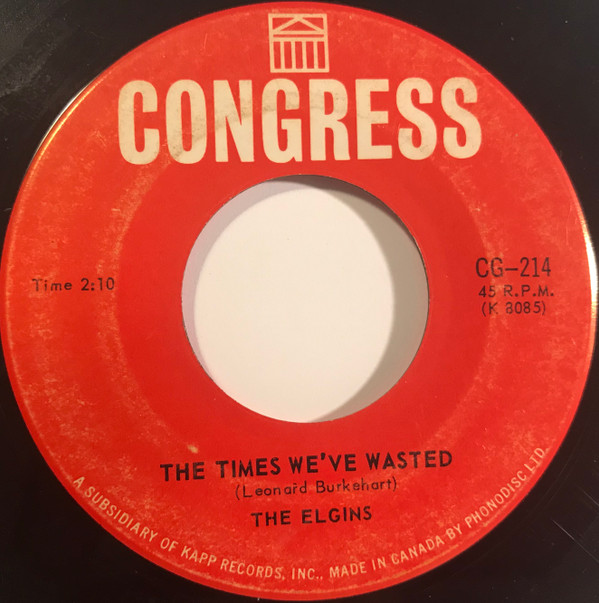 CONGRESS
Time 2:10
CG-214
45 R.P.M.
(K 8085)
THE TIMES WE'VE WASTED
(Leonard Burkehart)
THE ELGINS
A SUBSIDIARY OF KAPP RECORDS, INC., MADE IN CANADA BY PHONODISC LTD.